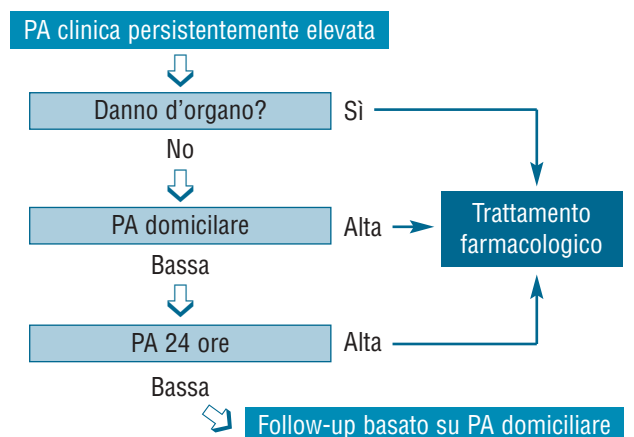 PA clinica persistentemente elevata
Danno d'organo? Sì
No
PA domicilare Alta
Trattamento
farmacologico
Bassa
PA 24 ore Alta
Bassa
Follow-up basato su PA domiciliare